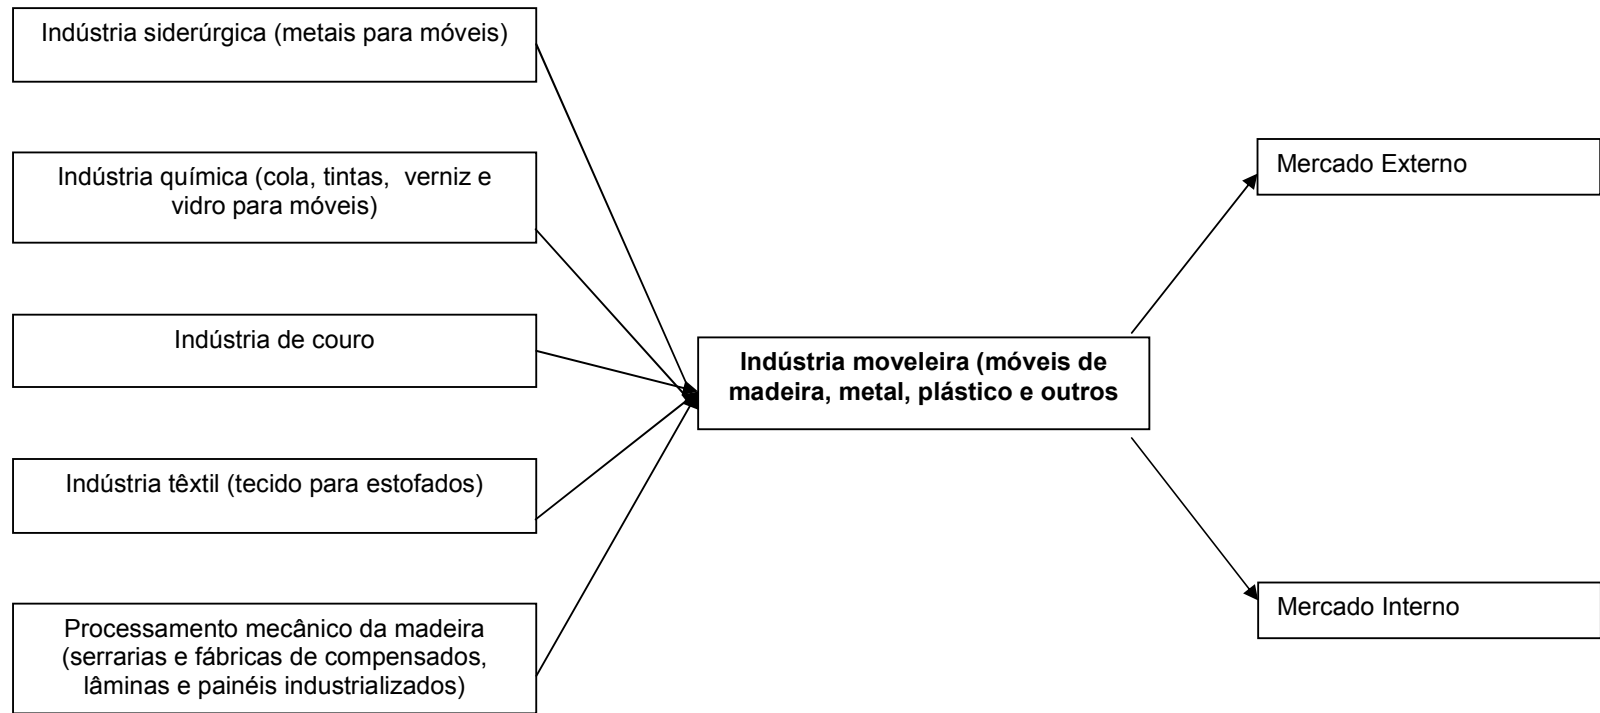 Indústria siderúrgica (metais para móveis)
Indústria química (cola, tintas,  verniz e
vidro para móveis)
Indústria de couro
Indústria têxtil (tecido para estofados)
Processamento mecânico da madeira
(serrarias e fábricas de compensados,
lâminas e painéis industrializados)
Indústria moveleira (móveis de
madeira, metal, plástico e outros
Mercado Externo
Mercado Interno